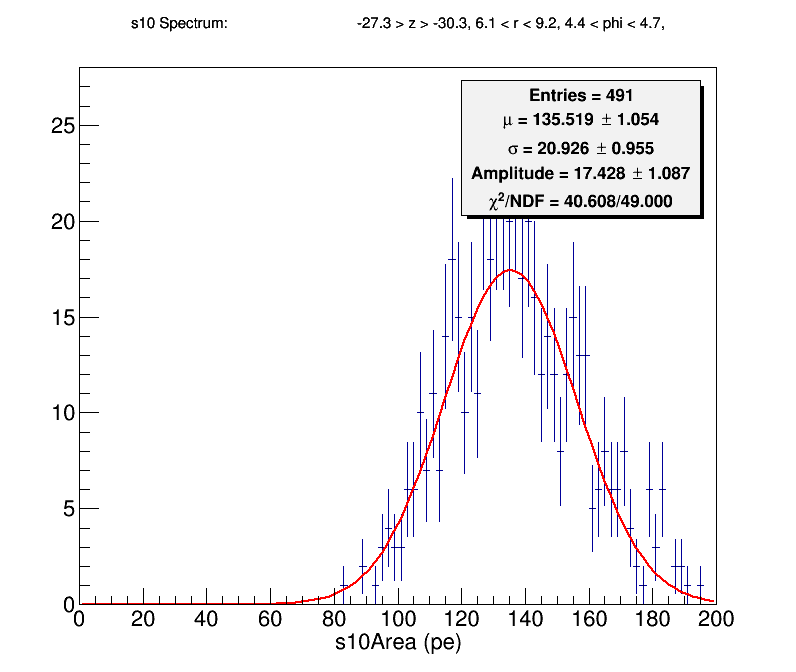 s10 Spectrum: -27.3 > z > -30.3, 6.1 < r < 9.2, 4.4 < phi < 4.7,
Entries = 491
μ = 135.519 ± 1.054
σ = 20.926 ± 0.955
Amplitude = 17.428 ± 1.087
χ²/NDF = 40.608/49.000
25
20
15
10
5
0
0 20 40 60 80 100 120 140 160 180 200
s10Area (pe)